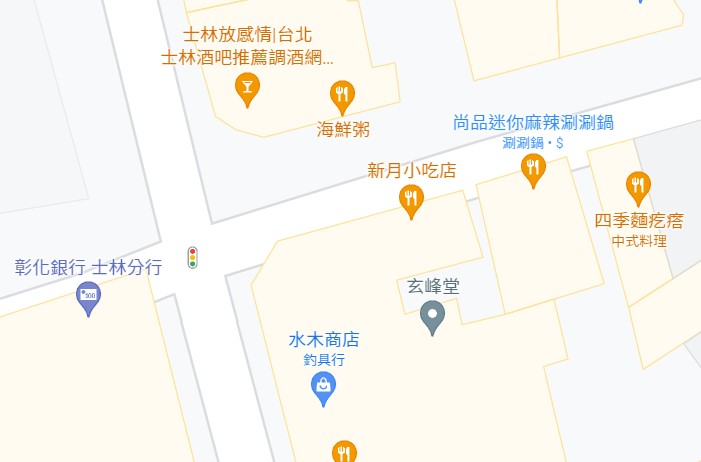 士林放感情|台北
士林酒吧推薦調酒網...
海鮮粥
尚品迷你麻辣涮涮鍋
涮涮鍋・$
新月小吃店
四季麵疙瘩
中式料理
彰化銀行 士林分行
玄峰堂
水木商店
釣具行